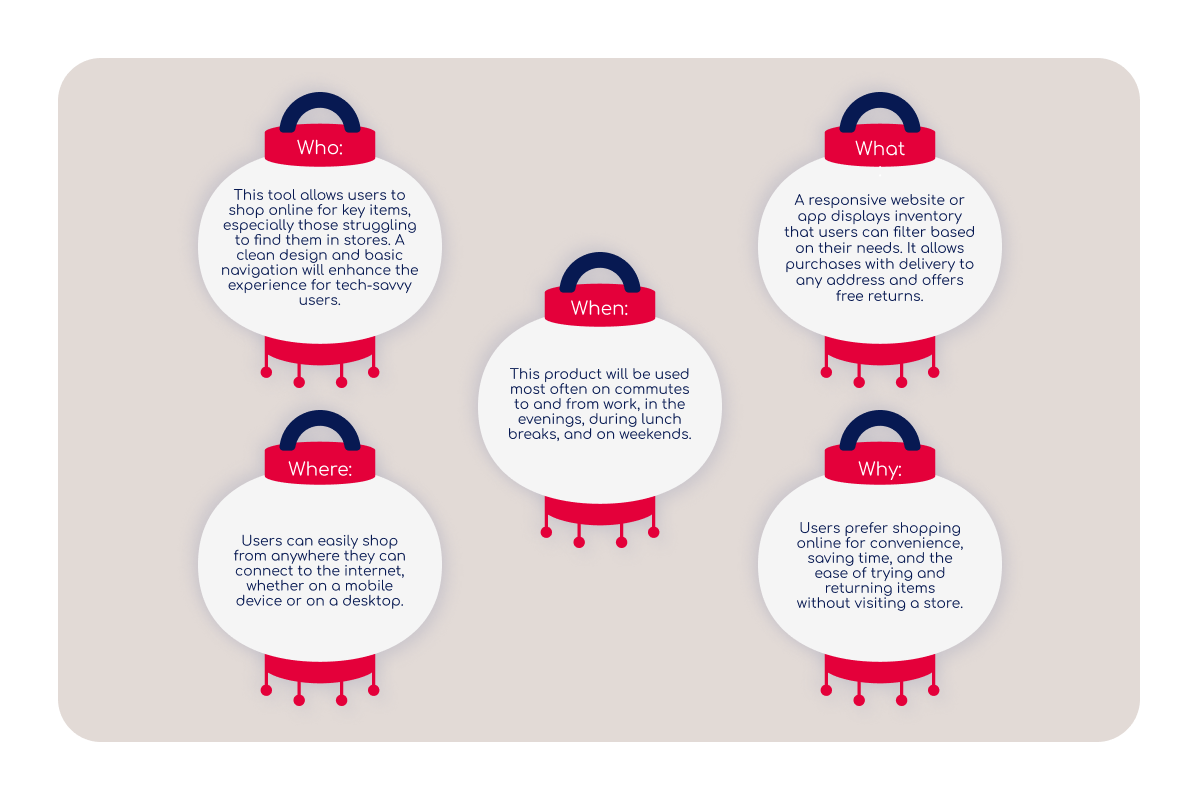 Who:
This tool allows users to
shop online for key items,
especially those struggling
to find them in stores. A
clean design and basic
navigation will enhance the
experience for tech-savvy
users.
What
A responsive website or
app displays inventory
that users can filter based
on their needs. It allows
purchases with delivery to
any address and offers
free returns.
When:
This product will be used
most often on commutes
to and from work, in the
evenings, during lunch
breaks, and on weekends.
Where:
Users can easily shop
from anywhere they can
connect to the internet,
whether on a mobile
device or on a desktop.
Why:
Users prefer shopping
online for convenience,
saving time, and the
ease of trying and
returning items
without visiting a store.